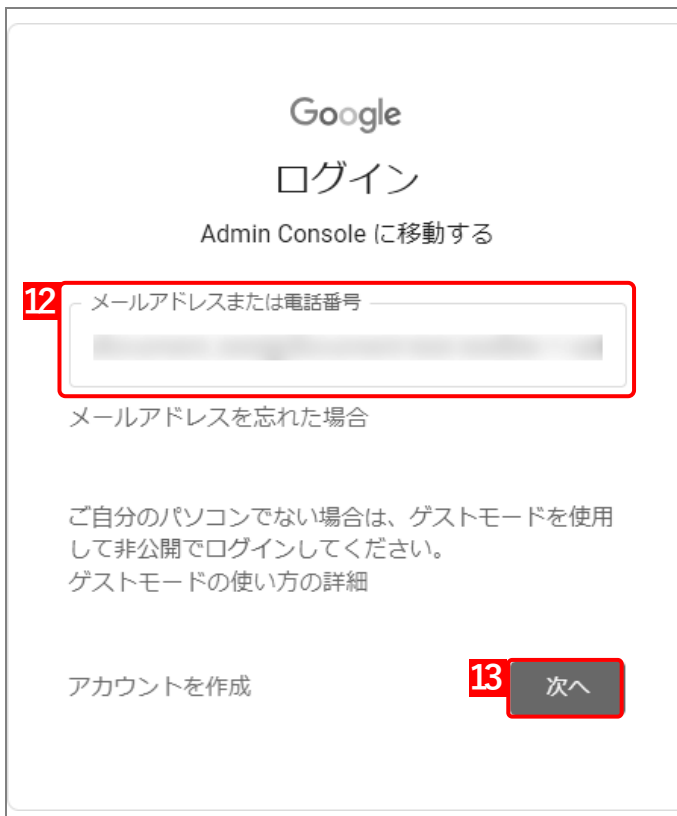 Google
ログイン
Admin Console に移動する
12
メールアドレスまたは電話番号
メールアドレスを忘れた場合
ご自分のパソコンでない場合は、ゲストモードを使用
して非公開でログインしてください。
ゲストモードの使い方の詳細
アカウントを作成
13
次へ